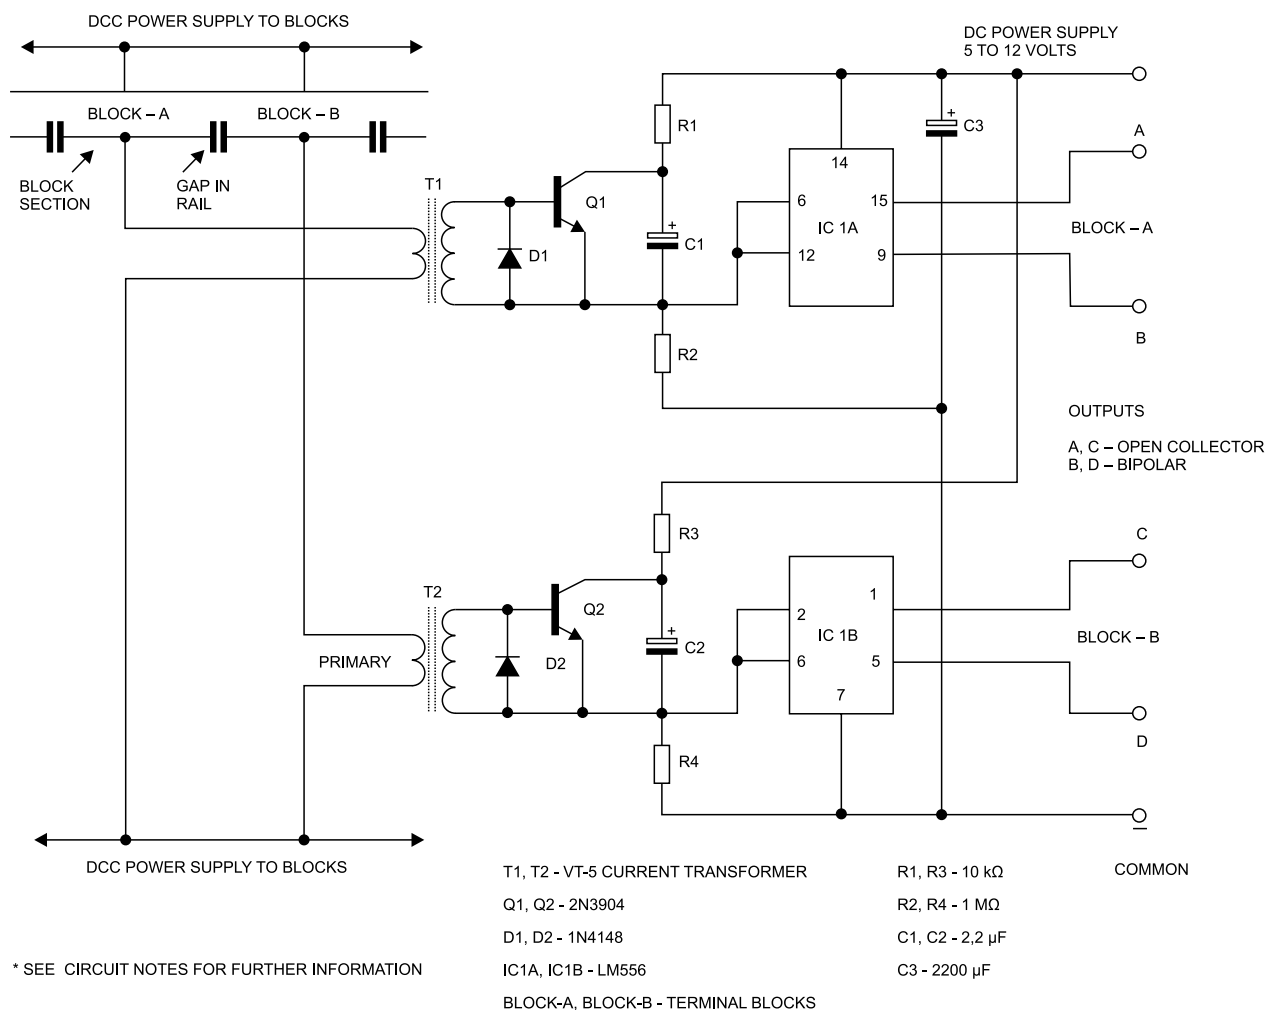 DCC POWER SUPPLY TO BLOCKS
DC POWER SUPPLY
5 TO 12 VOLTS
BLOCK – A
BLOCK – B
BLOCK
SECTION
GAP IN
RAIL
T1
Q1
D1
R1
+
C1
R2
14
6
12
15
9
IC 1A
+
C3
A
BLOCK – A
B
OUTPUTS
A, C – OPEN COLLECTOR
B, D – BIPOLAR
PRIMARY
T2
Q2
D2
R3
+
C2
R4
2
6
1
5
7
IC 1B
C
BLOCK – B
D
–
COMMON
DCC POWER SUPPLY TO BLOCKS
T1, T2 - VT-5 CURRENT TRANSFORMER
Q1, Q2 - 2N3904
D1, D2 - 1N4148
IC1A, IC1B - LM556
BLOCK-A, BLOCK-B - TERMINAL BLOCKS
R1, R3 - 10 kΩ
R2, R4 - 1 MΩ
C1, C2 - 2,2 µF
C3 - 2200 µF
* SEE CIRCUIT NOTES FOR FURTHER INFORMATION